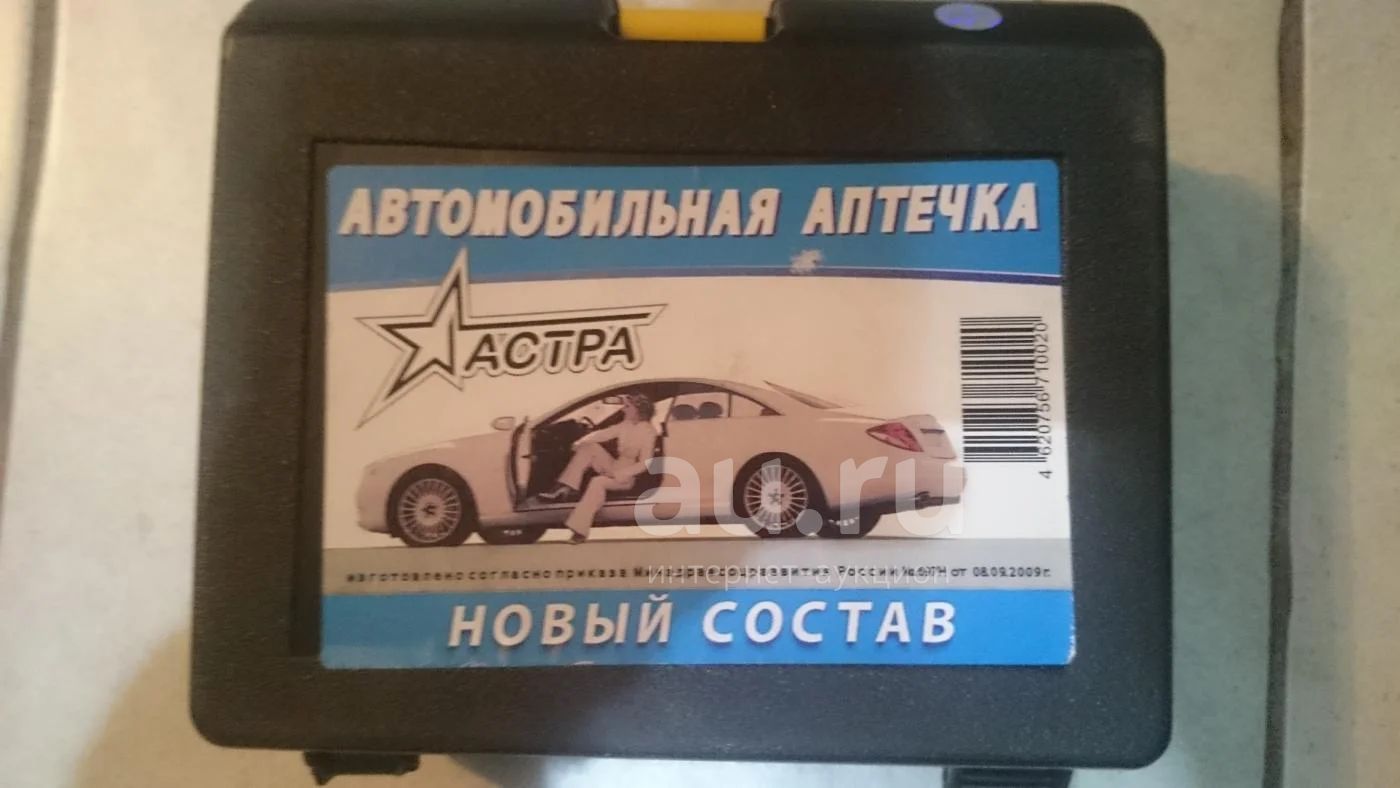 АВТОМОБИЛЬНАЯ АПТЕЧКА
АСТРА
4 620756 710020
au.ru
интернет-аукцион
изготовлено согласно приказа Минздравсоцразвития России № 697Н от 08.09.2009 г.
НОВЫЙ СОСТАВ